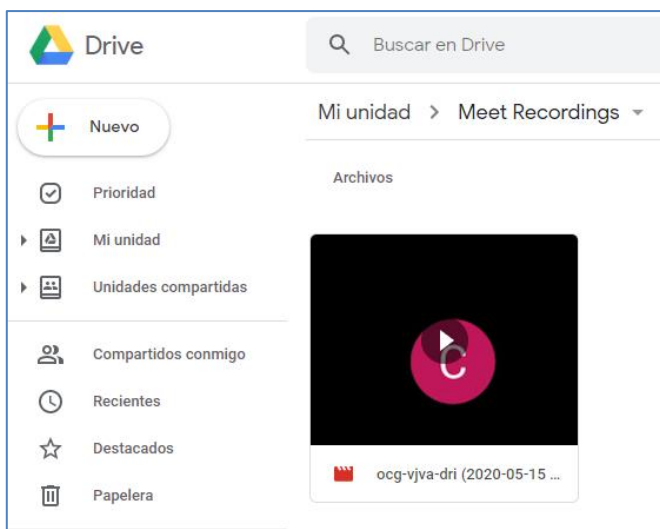 Drive
Buscar en Drive
Nuevo
Mi unidad > Meet Recordings
Archivos
Prioridad
Mi unidad
Unidades compartidas
Compartidos conmigo
Recientes
Destacados
Papelera
C
ocg-vjva-dri (2020-05-15 ...